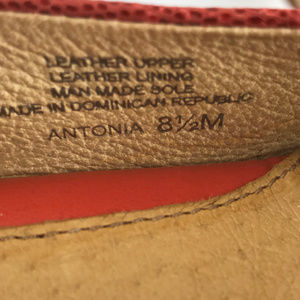 LEATHER UPPER
LEATHER LINING
MAN MADE SOLE
MADE IN DOMINICAN REPUBLIC
ANTONIA 8½M